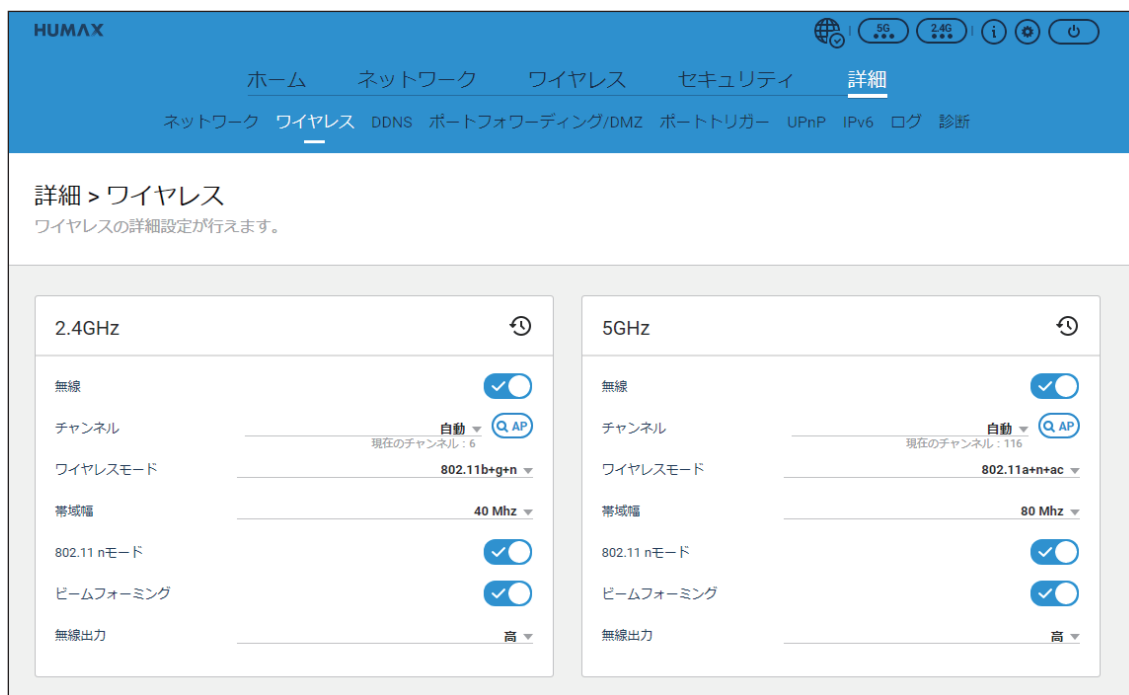 HUMAX
5G
2.4G
i
ホーム ネットワーク ワイヤレス セキュリティ 詳細
ネットワーク ワイヤレス DDNS ポートフォワーディング/DMZ ポートトリガー UPnP IPv6 ログ 診断
詳細 > ワイヤレス
ワイヤレスの詳細設定が行えます。
2.4GHz
無線
チャンネル 自動 AP
現在のチャンネル : 6
ワイヤレスモード 802.11b+g+n
帯域幅 40 Mhz
802.11 nモード
ビームフォーミング
無線出力 高
5GHz
無線
チャンネル 自動 AP
現在のチャンネル : 116
ワイヤレスモード 802.11a+n+ac
帯域幅 80 Mhz
802.11 nモード
ビームフォーミング
無線出力 高